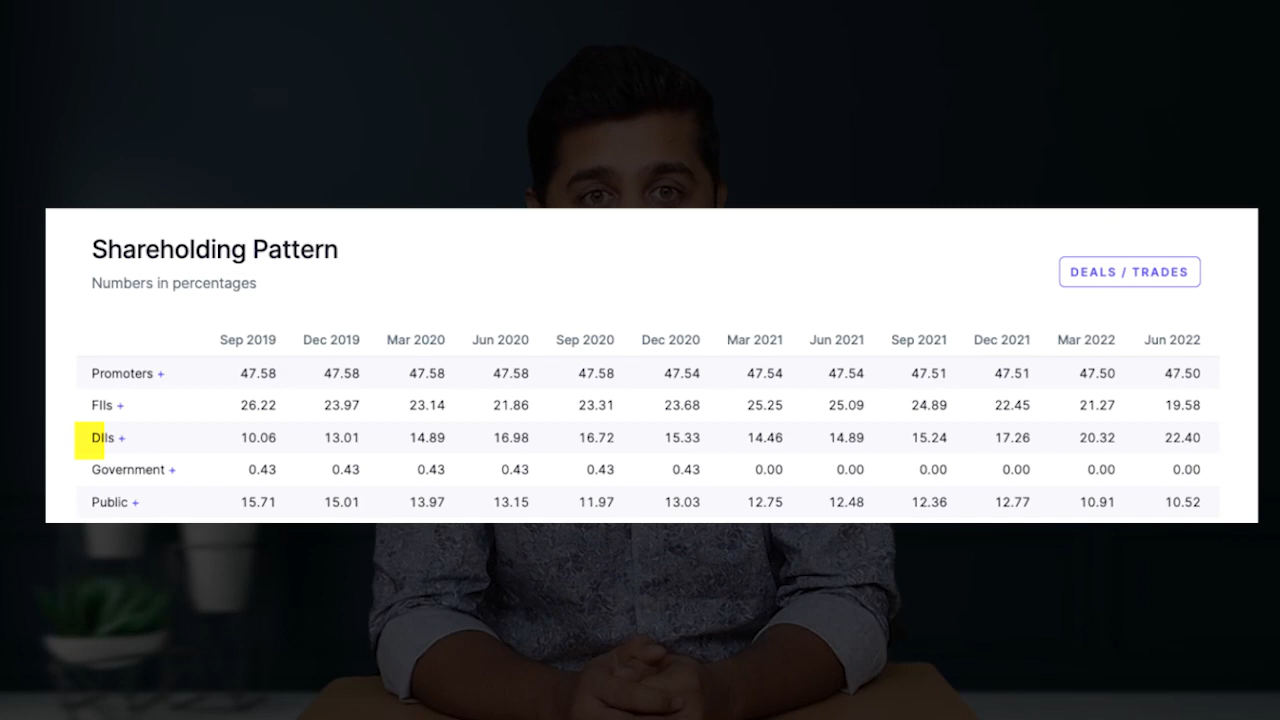 Shareholding Pattern
Numbers in percentages
DEALS / TRADES
Sep 2019 Dec 2019 Mar 2020 Jun 2020 Sep 2020 Dec 2020 Mar 2021 Jun 2021 Sep 2021 Dec 2021 Mar 2022 Jun 2022
Promoters + 47.58 47.58 47.58 47.58 47.58 47.54 47.54 47.54 47.51 47.51 47.50 47.50
FIIs + 26.22 23.97 23.14 21.86 23.31 23.68 25.25 25.09 24.89 22.45 21.27 19.58
DIIs + 10.06 13.01 14.89 16.98 16.72 15.33 14.46 14.89 15.24 17.26 20.32 22.40
Government + 0.43 0.43 0.43 0.43 0.43 0.43 0.00 0.00 0.00 0.00 0.00 0.00
Public + 15.71 15.01 13.97 13.15 11.97 13.03 12.75 12.48 12.36 12.77 10.91 10.52